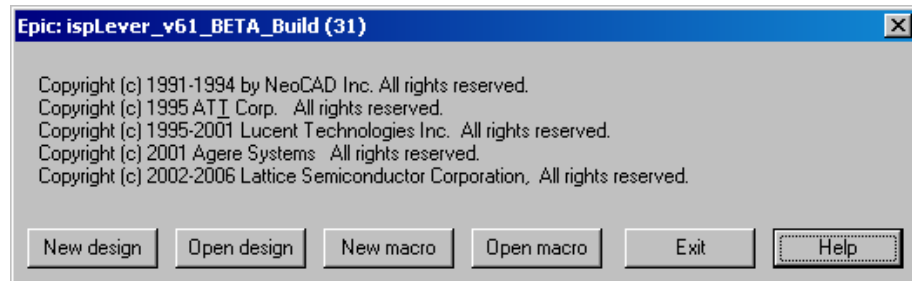 Epic: ispLever_v61_BETA_Build (31)
Copyright (c) 1991-1994 by NeoCAD Inc. All rights reserved.
Copyright (c) 1995 ATT Corp.   All rights reserved.
Copyright (c) 1995-2001 Lucent Technologies Inc.  All rights reserved.
Copyright (c) 2001 Agere Systems   All rights reserved.
Copyright (c) 2002-2006 Lattice Semiconductor Corporation,  All rights reserved.
New design Open design New macro Open macro Exit Help